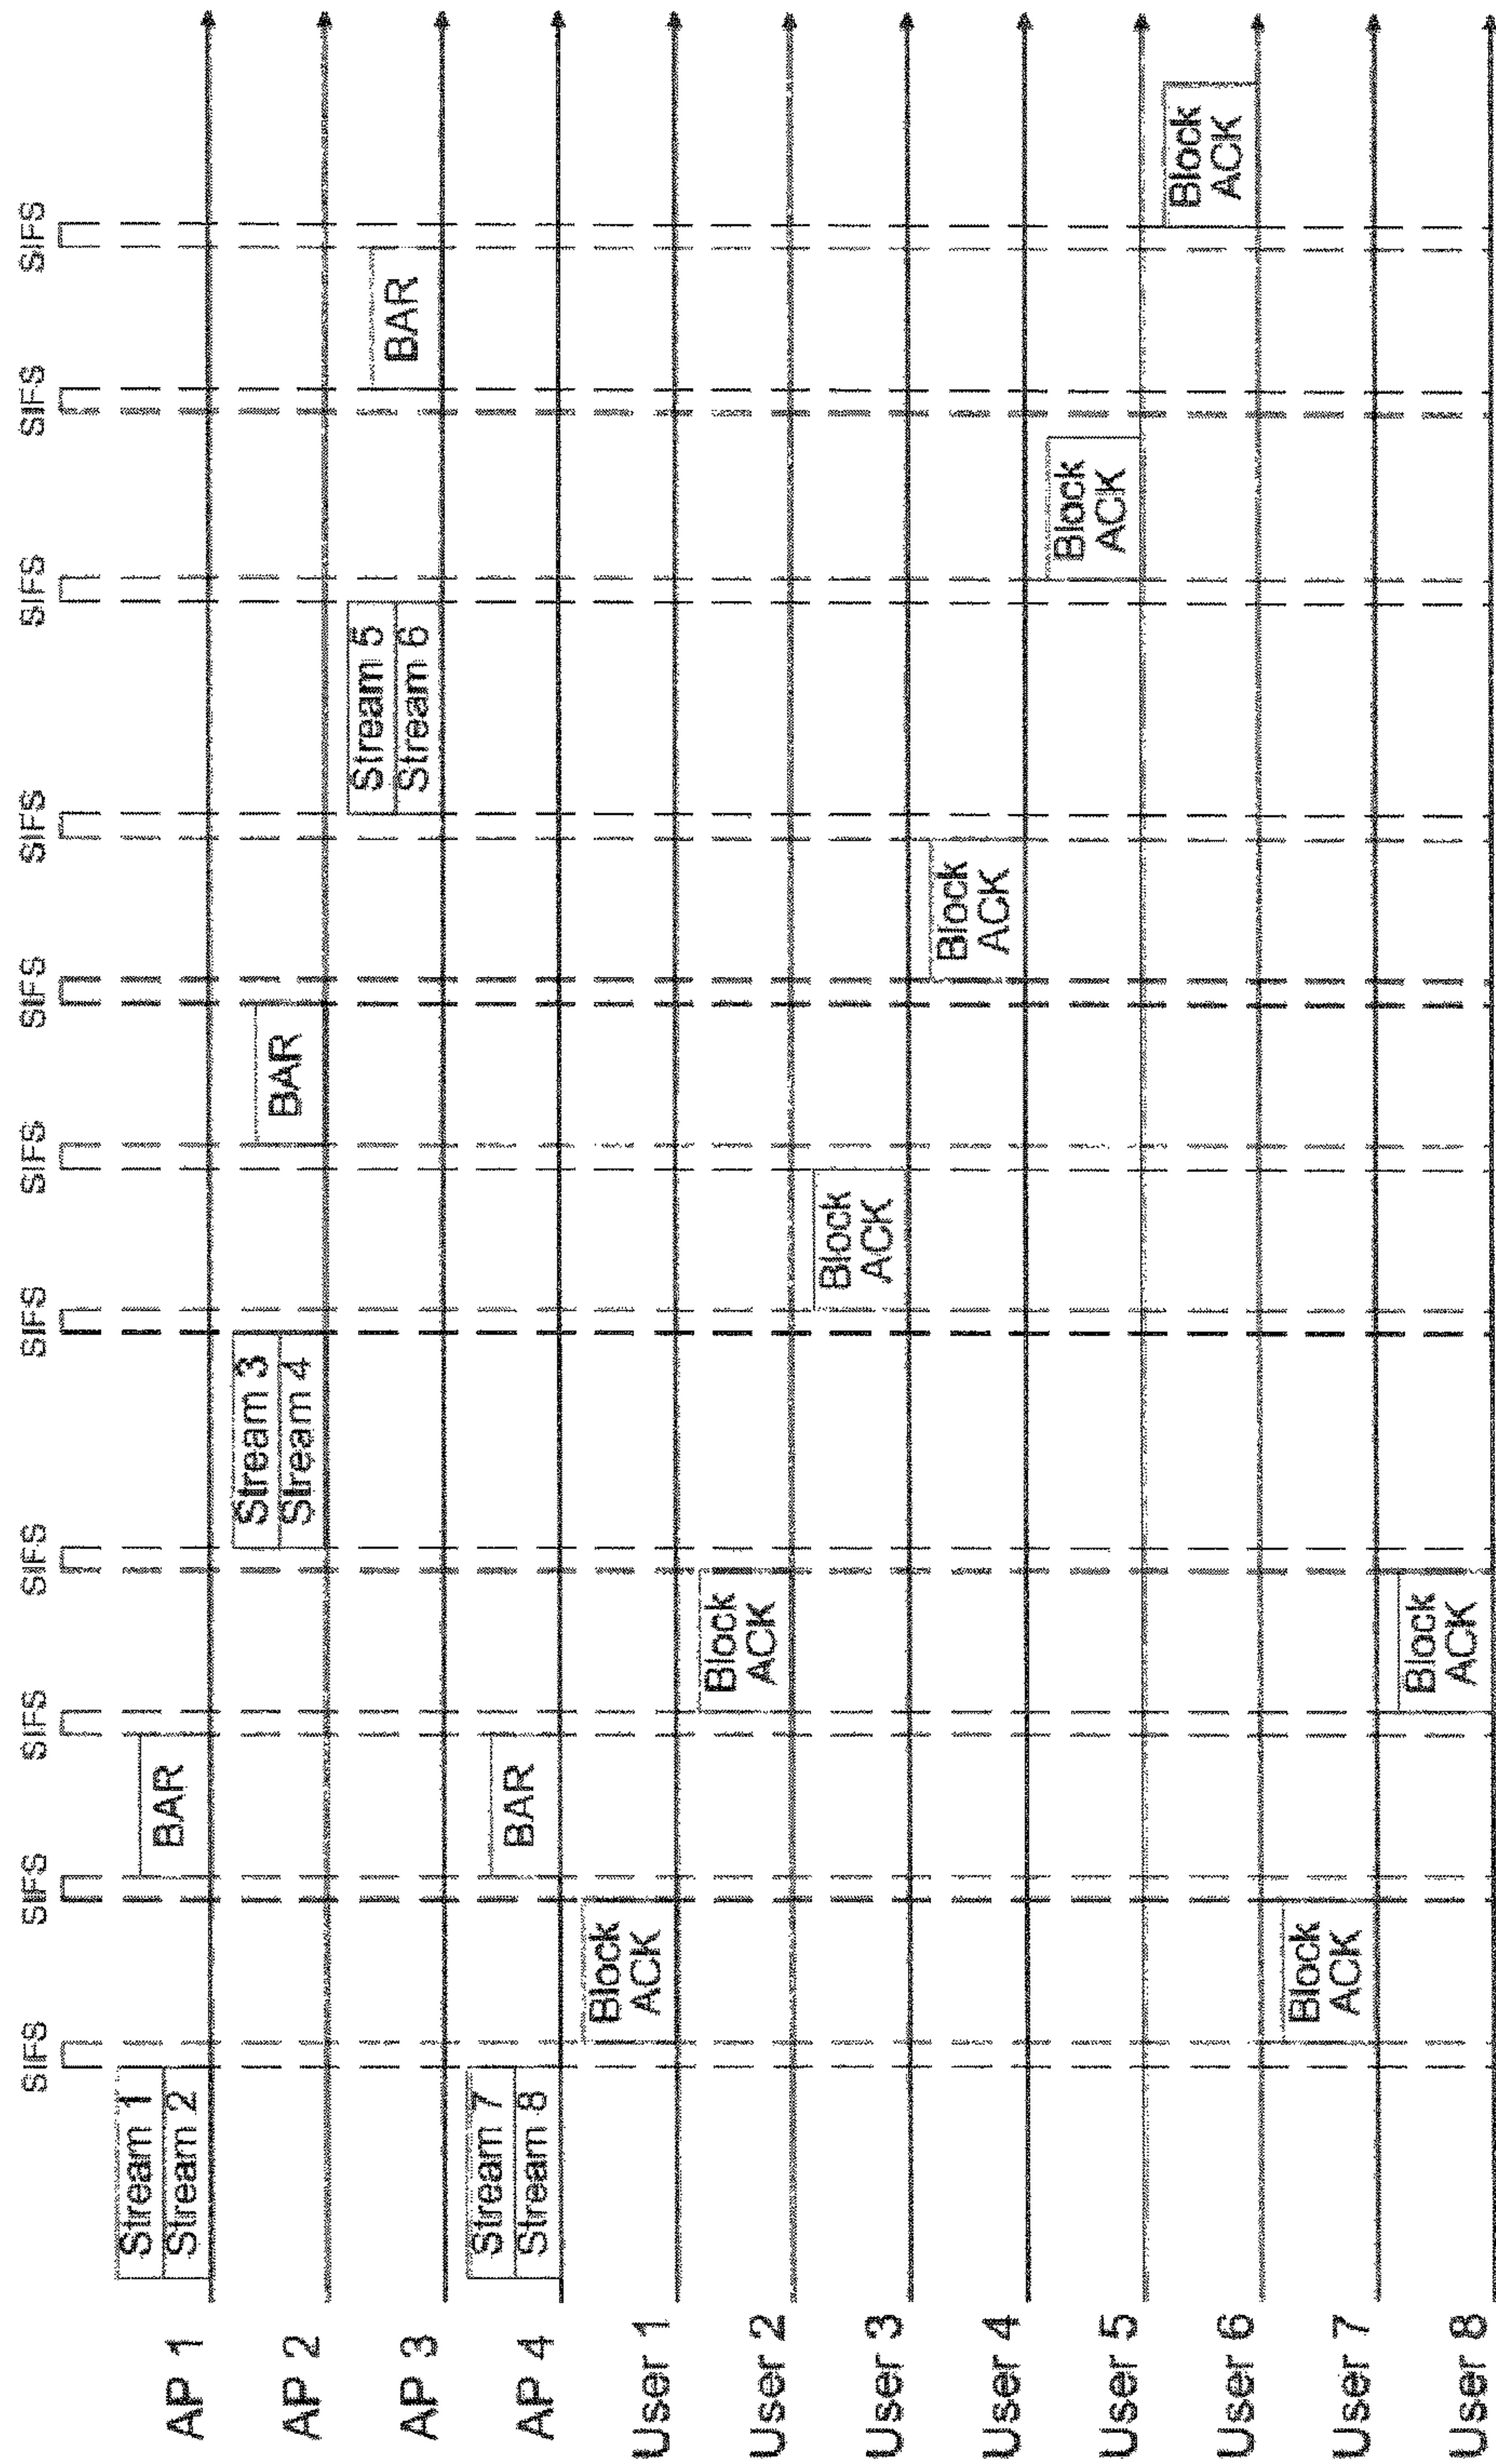 SIFS SIFS SIFS SIFS SIFS SIFS SIFS SIFS SIFS SIFS SIFS
AP 1
Stream 1
Stream 2
BAR
AP 2
Stream 3
Stream 4
BAR
AP 3
Stream 5
Stream 6
BAR
AP 4
Stream 7
Stream 8
BAR
User 1
Block
ACK
User 2
Block
ACK
User 3
Block
ACK
User 4
Block
ACK
User 5
Block
ACK
User 6
Block
ACK
User 7
Block
ACK
User 8
Block
ACK